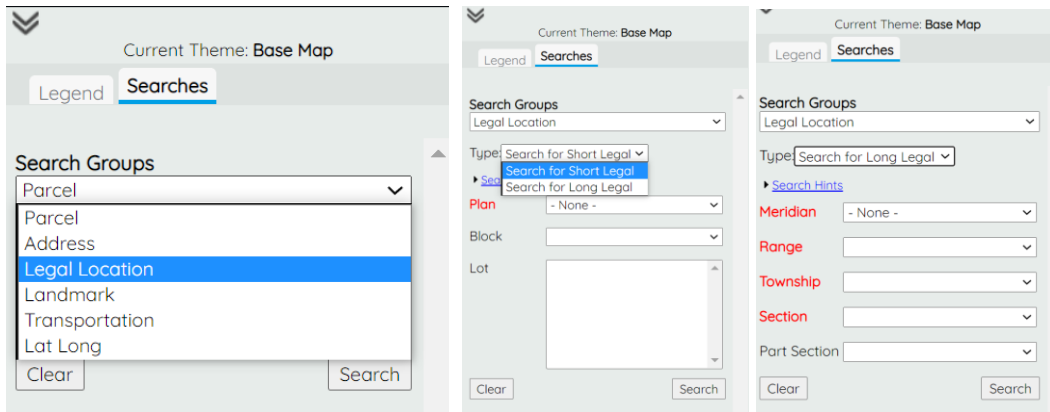 Current Theme: Base Map
Legend Searches
Search Groups
Parcel
Parcel
Address
Legal Location
Landmark
Transportation
Lat Long
Clear Search
Current Theme: Base Map
Legend Searches
Search Groups
Legal Location
Type: Search for Short Legal
Search for Short Legal
Sea
Search for Long Legal
Plan - None -
Block
Lot
Clear Search
Current Theme: Base Map
Legend Searches
Search Groups
Legal Location
Type: Search for Long Legal
Search Hints
Meridian - None -
Range
Township
Section
Part Section
Clear Search